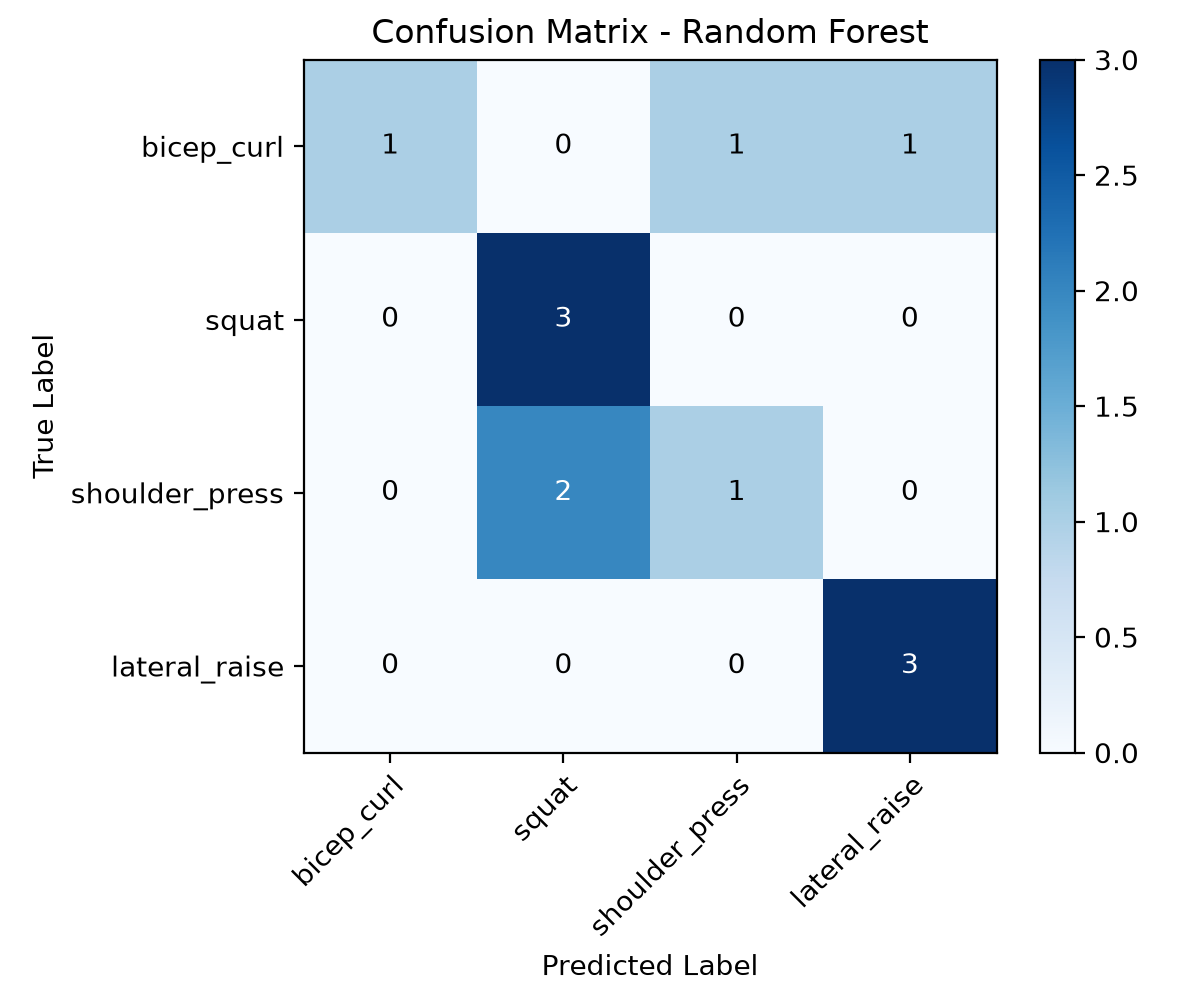 Confusion Matrix - Random Forest
True Label
bicep_curl 1 0 1 1
squat 0 3 0 0
shoulder_press 0 2 1 0
lateral_raise 0 0 0 3
bicep_curl squat shoulder_press lateral_raise
Predicted Label
3.0
2.5
2.0
1.5
1.0
0.5
0.0